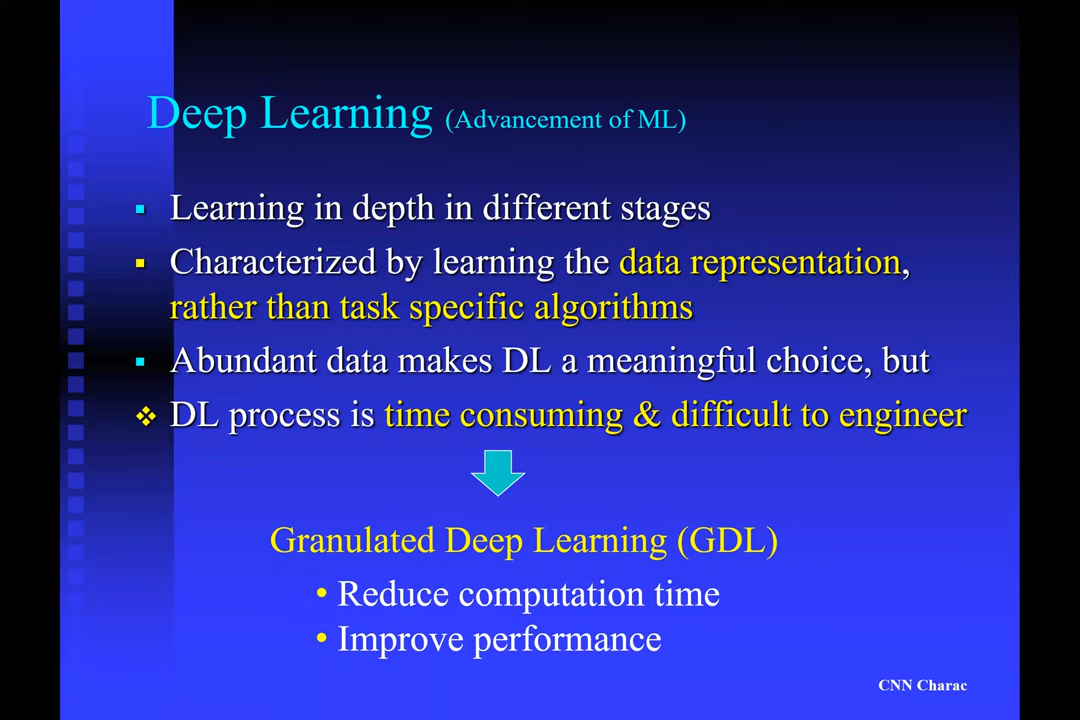 Deep Learning (Advancement of ML)
Learning in depth in different stages
Characterized by learning the data representation,
rather than task specific algorithms
Abundant data makes DL a meaningful choice, but
DL process is time consuming & difficult to engineer
Granulated Deep Learning (GDL)
• Reduce computation time
• Improve performance
CNN Charac